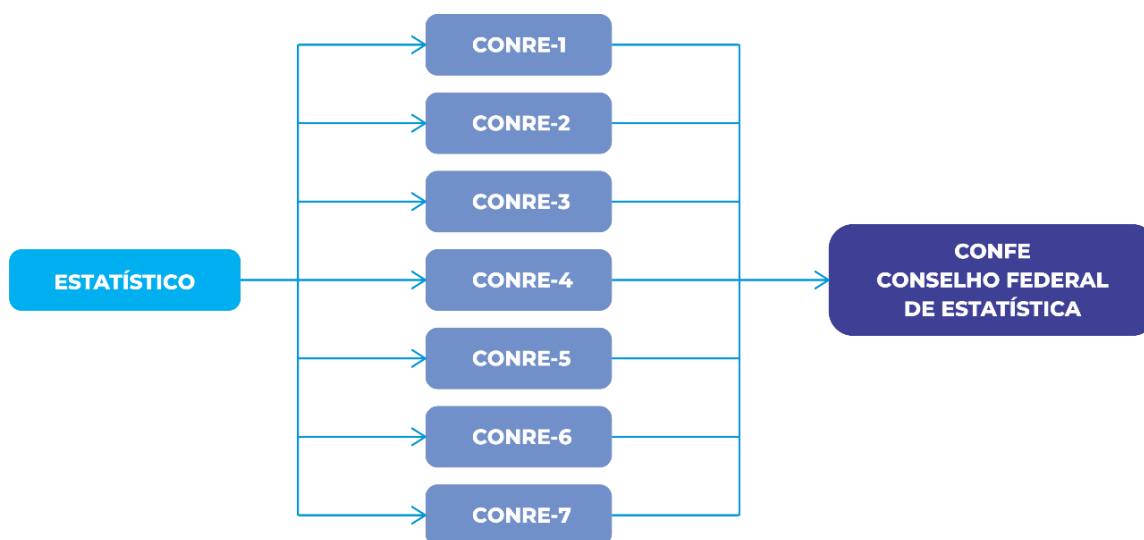 CONRE-1
CONRE-2
CONRE-3
ESTATÍSTICO
CONRE-4
CONRE-5
CONRE-6
CONRE-7
CONFE
CONSELHO FEDERAL
DE ESTATÍSTICA